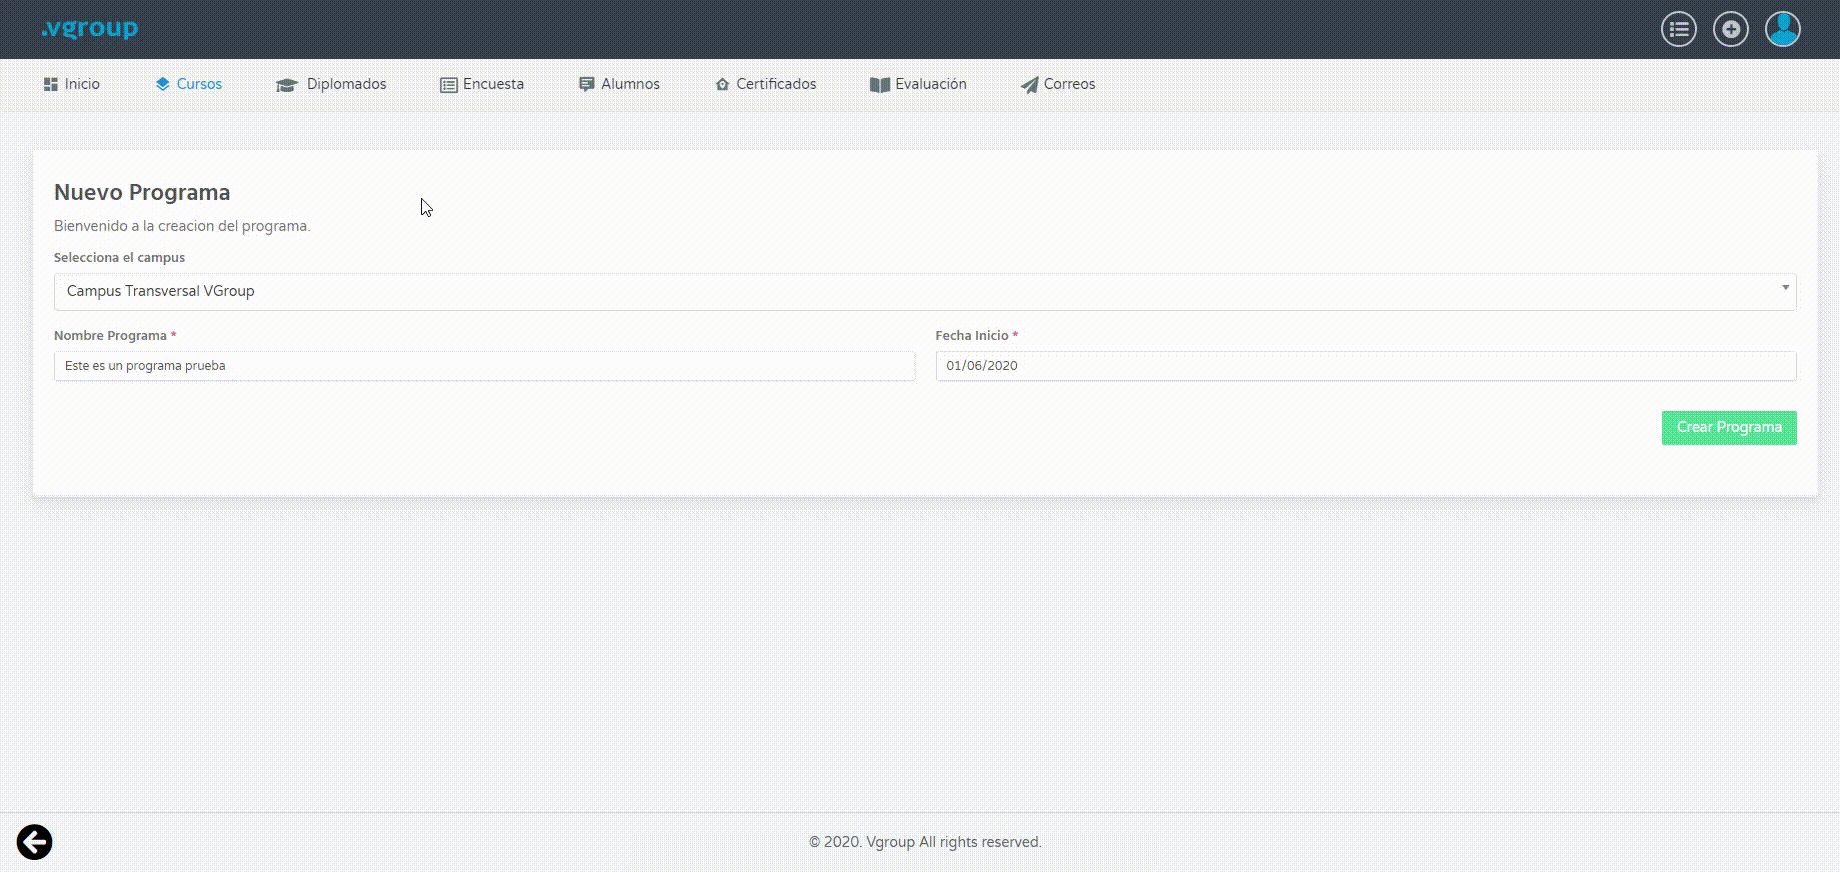 .vgroup
Inicio Cursos Diplomados Encuesta Alumnos Certificados Evaluación Correos
Nuevo Programa
Bienvenido a la creacion del programa.
Selecciona el campus
Campus Transversal VGroup
Nombre Programa * Fecha Inicio *
Este es un programa prueba 01/06/2020
Crear Programa
© 2020. Vgroup All rights reserved.